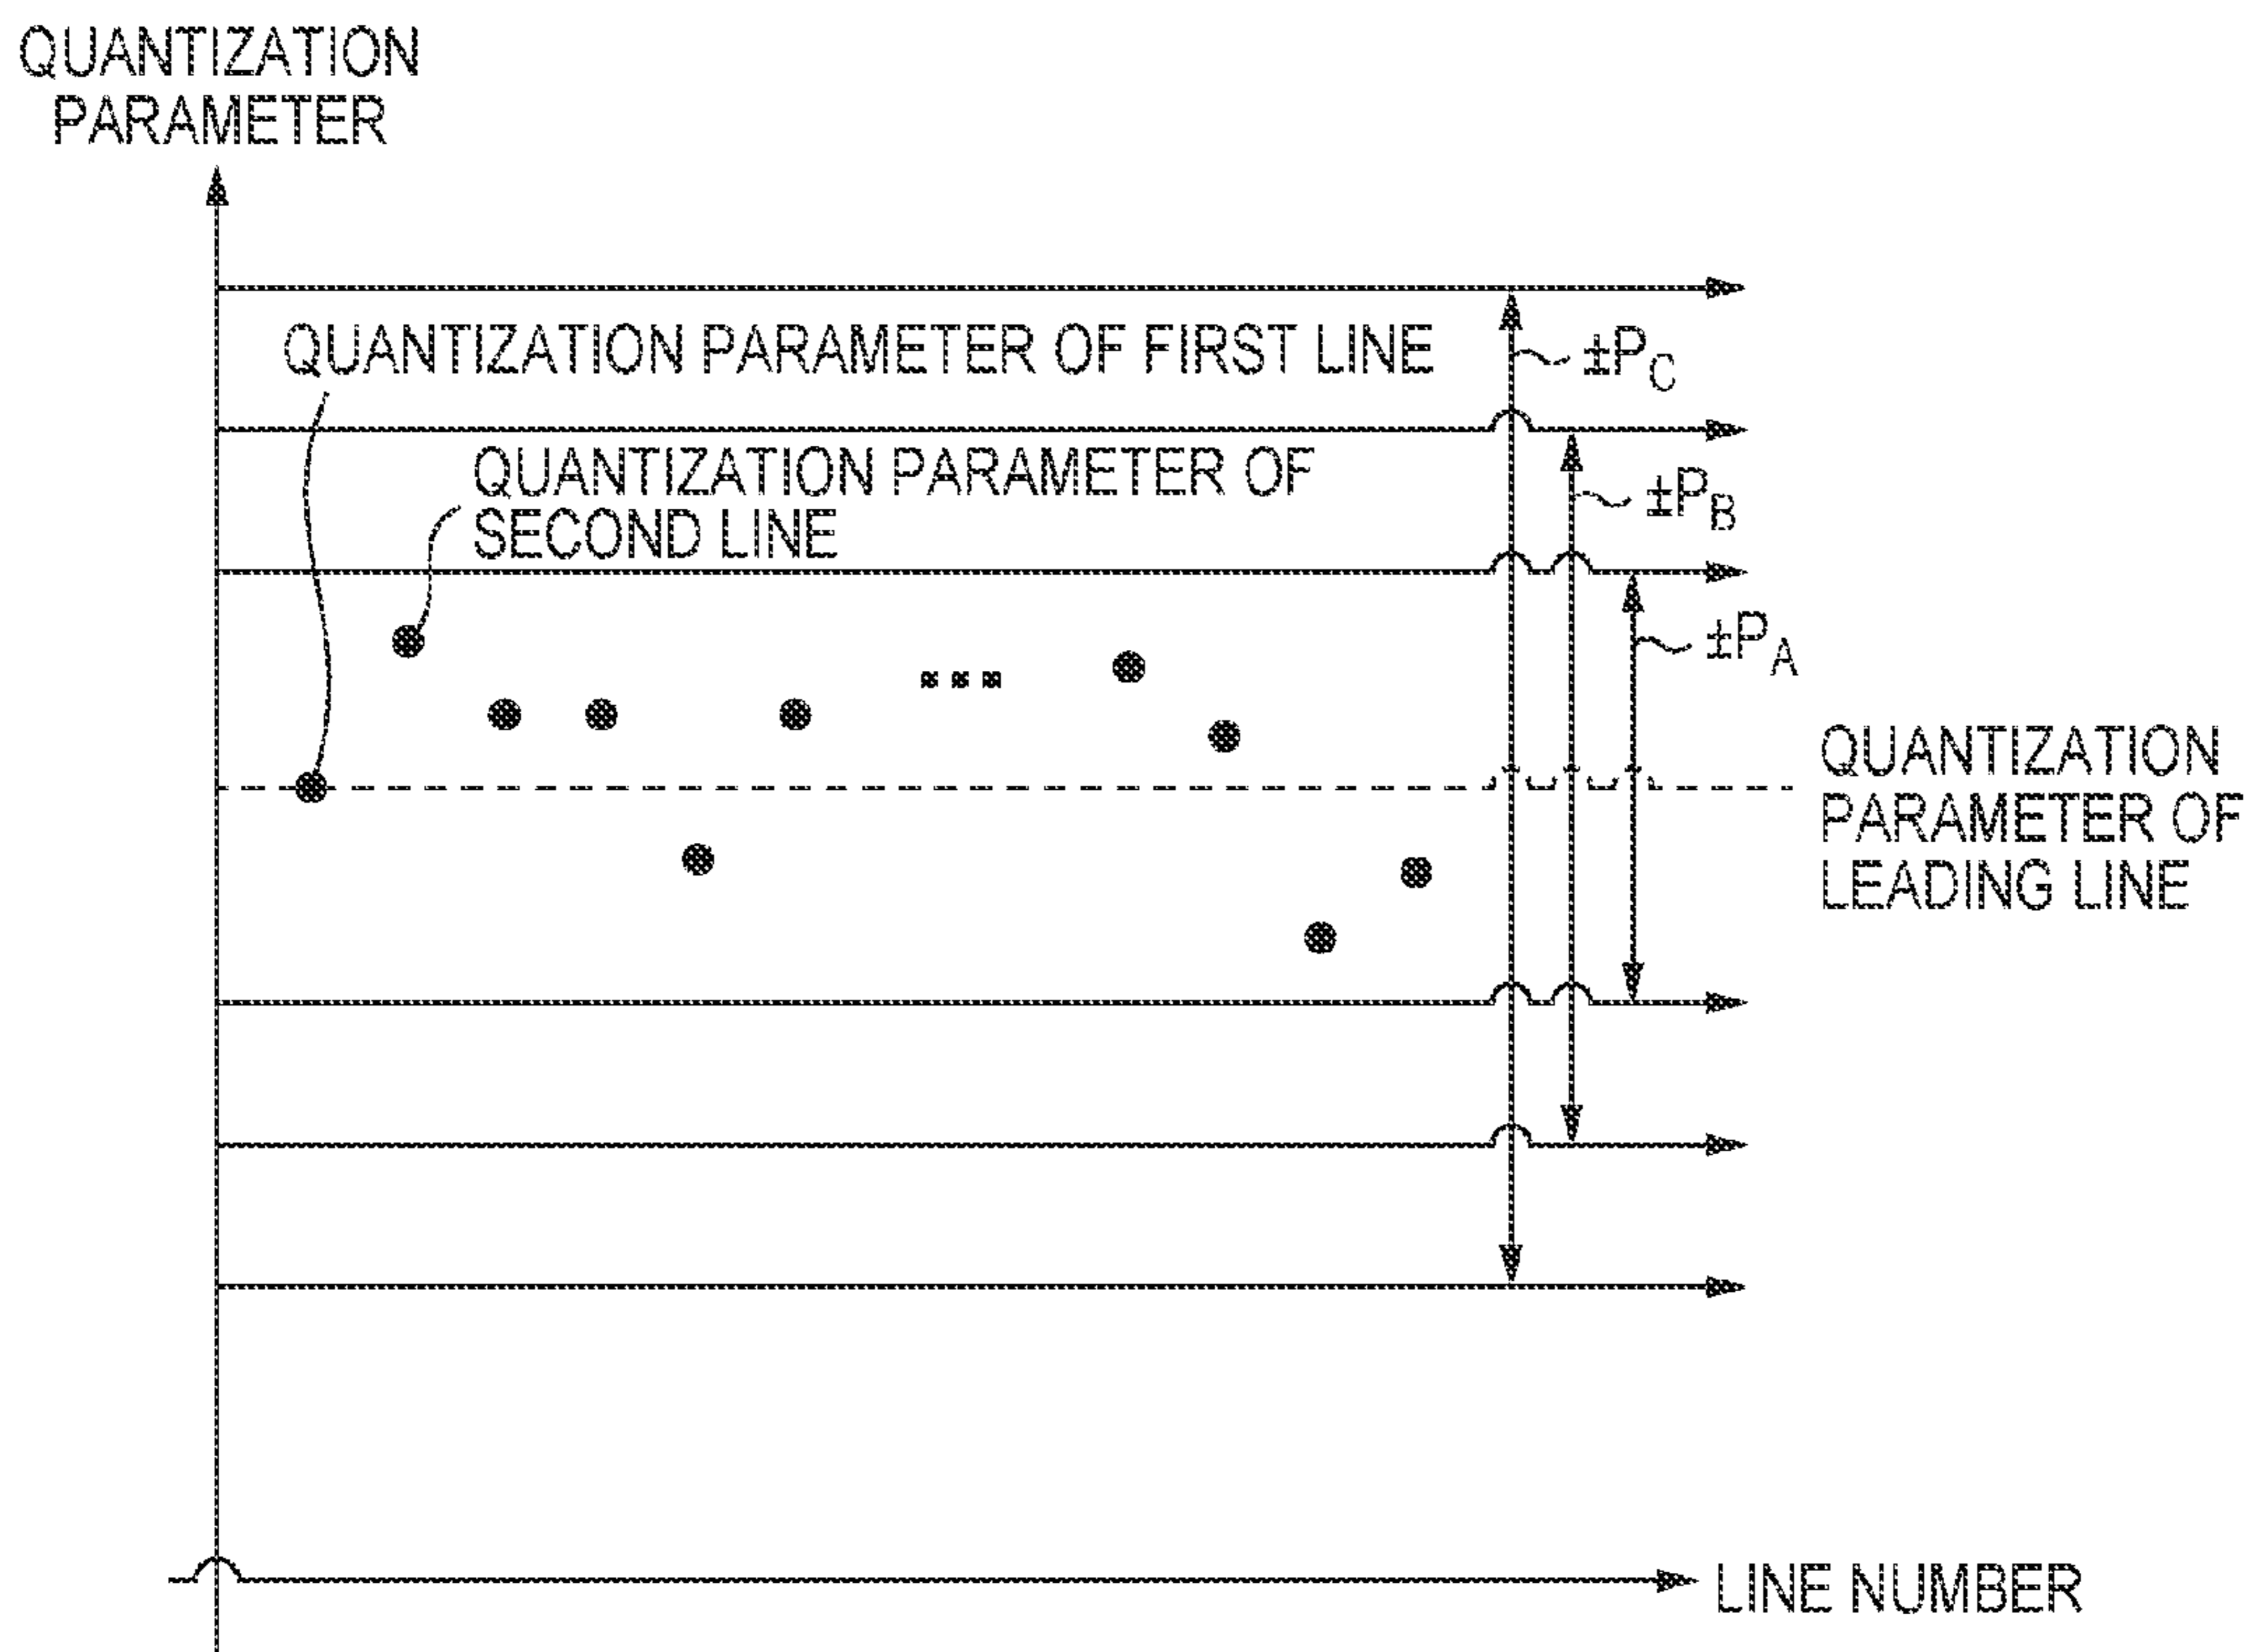 QUANTIZATION
PARAMETER
QUANTIZATION PARAMETER OF FIRST LINE
±PC
QUANTIZATION PARAMETER OF
SECOND LINE
±PB
±PA
QUANTIZATION
PARAMETER OF
LEADING LINE
LINE NUMBER